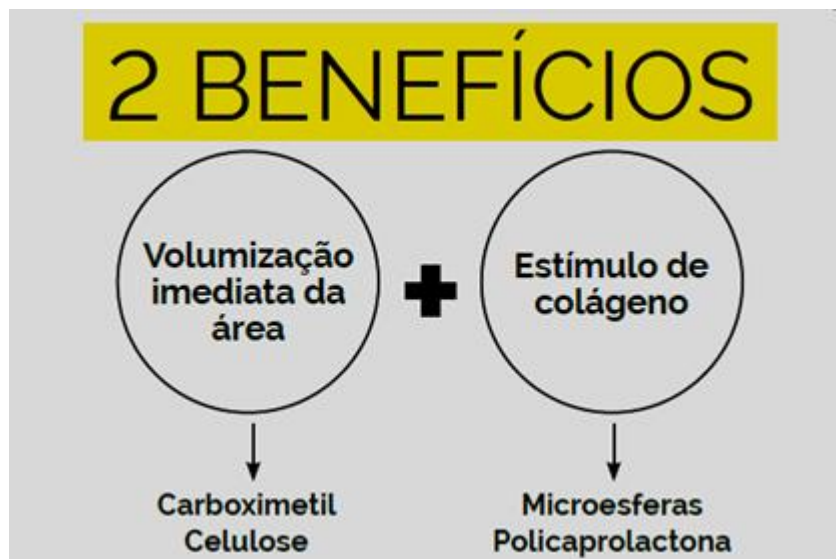 2 BENEFÍCIOS
Volumização
imediata da
área
+
Estímulo de
colágeno
Carboximetil
Celulose
Microesferas
Policaprolactona